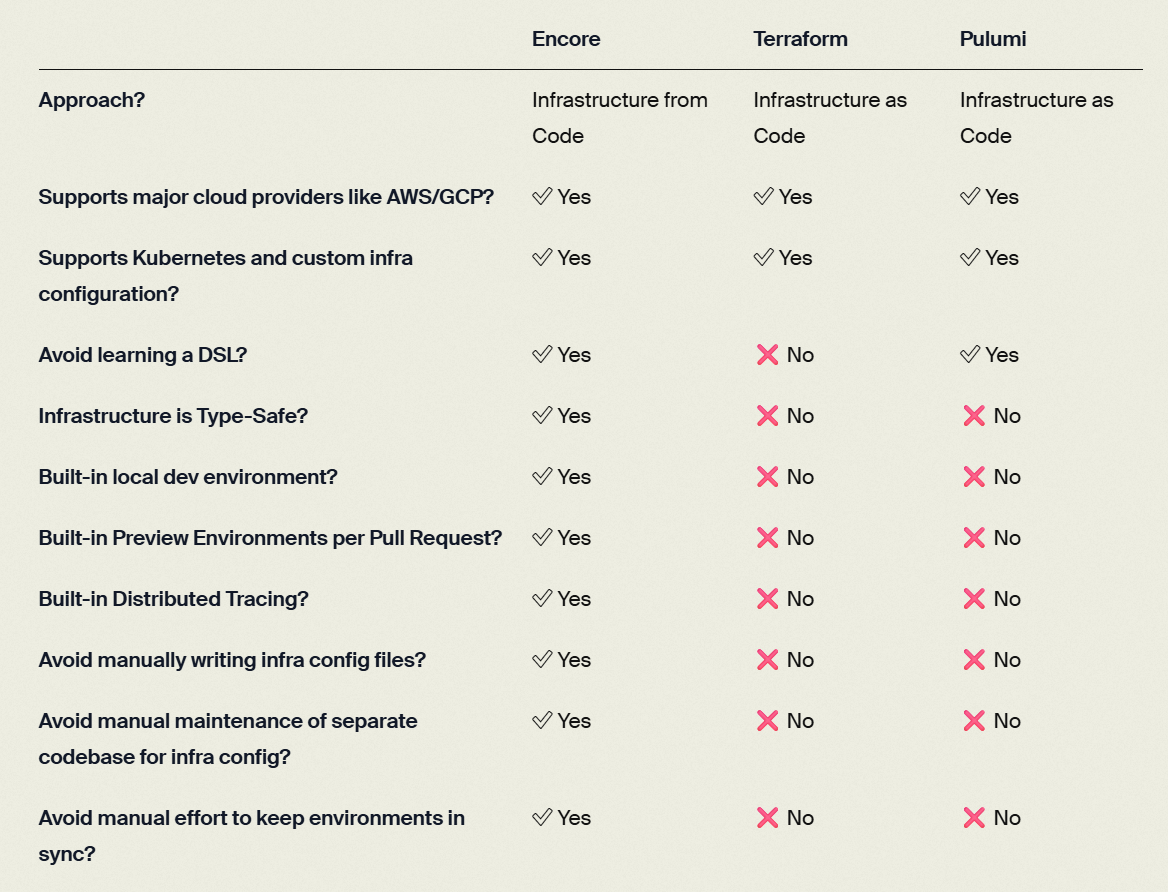 Encore Terraform Pulumi
Approach? Infrastructure from Infrastructure as Infrastructure as
Code Code Code
Supports major cloud providers like AWS/GCP? ✓ Yes ✓ Yes ✓ Yes
Supports Kubernetes and custom infra ✓ Yes ✓ Yes ✓ Yes
configuration?
Avoid learning a DSL? ✓ Yes ❌ No ✓ Yes
Infrastructure is Type-Safe? ✓ Yes ❌ No ❌ No
Built-in local dev environment? ✓ Yes ❌ No ❌ No
Built-in Preview Environments per Pull Request? ✓ Yes ❌ No ❌ No
Built-in Distributed Tracing? ✓ Yes ❌ No ❌ No
Avoid manually writing infra config files? ✓ Yes ❌ No ❌ No
Avoid manual maintenance of separate ✓ Yes ❌ No ❌ No
codebase for infra config?
Avoid manual effort to keep environments in ✓ Yes ❌ No ❌ No
sync?